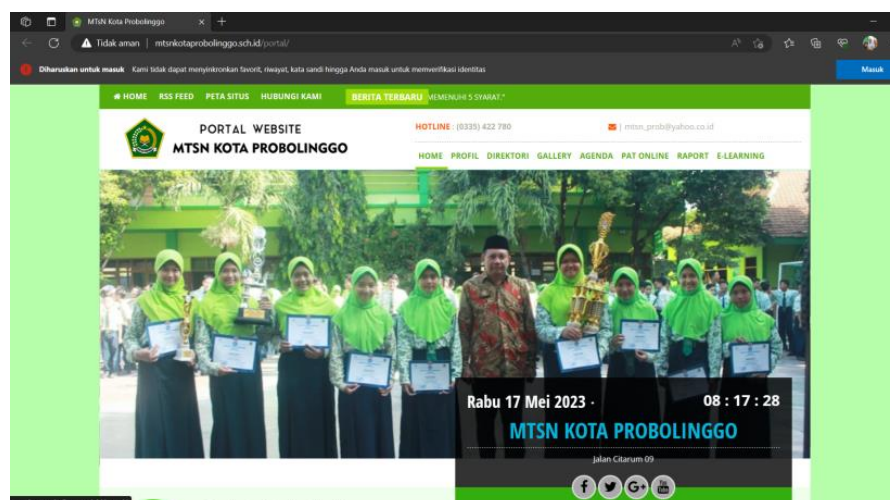 MTsN Kota Probolinggo
Tidak aman | mtsnkotaprobolinggo.sch.id/portal/
Diharuskan untuk masuk Kami tidak dapat menyinkronkan favorit, riwayat, kata sandi hingga Anda masuk untuk memverifikasi identitas Masuk
HOME RSS FEED PETA SITUS HUBUNGI KAMI BERITA TERBARU MEMENUHI 5 SYARAT."
PORTAL WEBSITE
MTSN KOTA PROBOLINGGO
HOTLINE : (0335) 422 780 | mtsn_prob@yahoo.co.id
HOME PROFIL DIREKTORI GALLERY AGENDA PAT ONLINE RAPORT E-LEARNING
Rabu 17 Mei 2023 - 08 : 17 : 28
MTSN KOTA PROBOLINGGO
Jalan Citarum 09